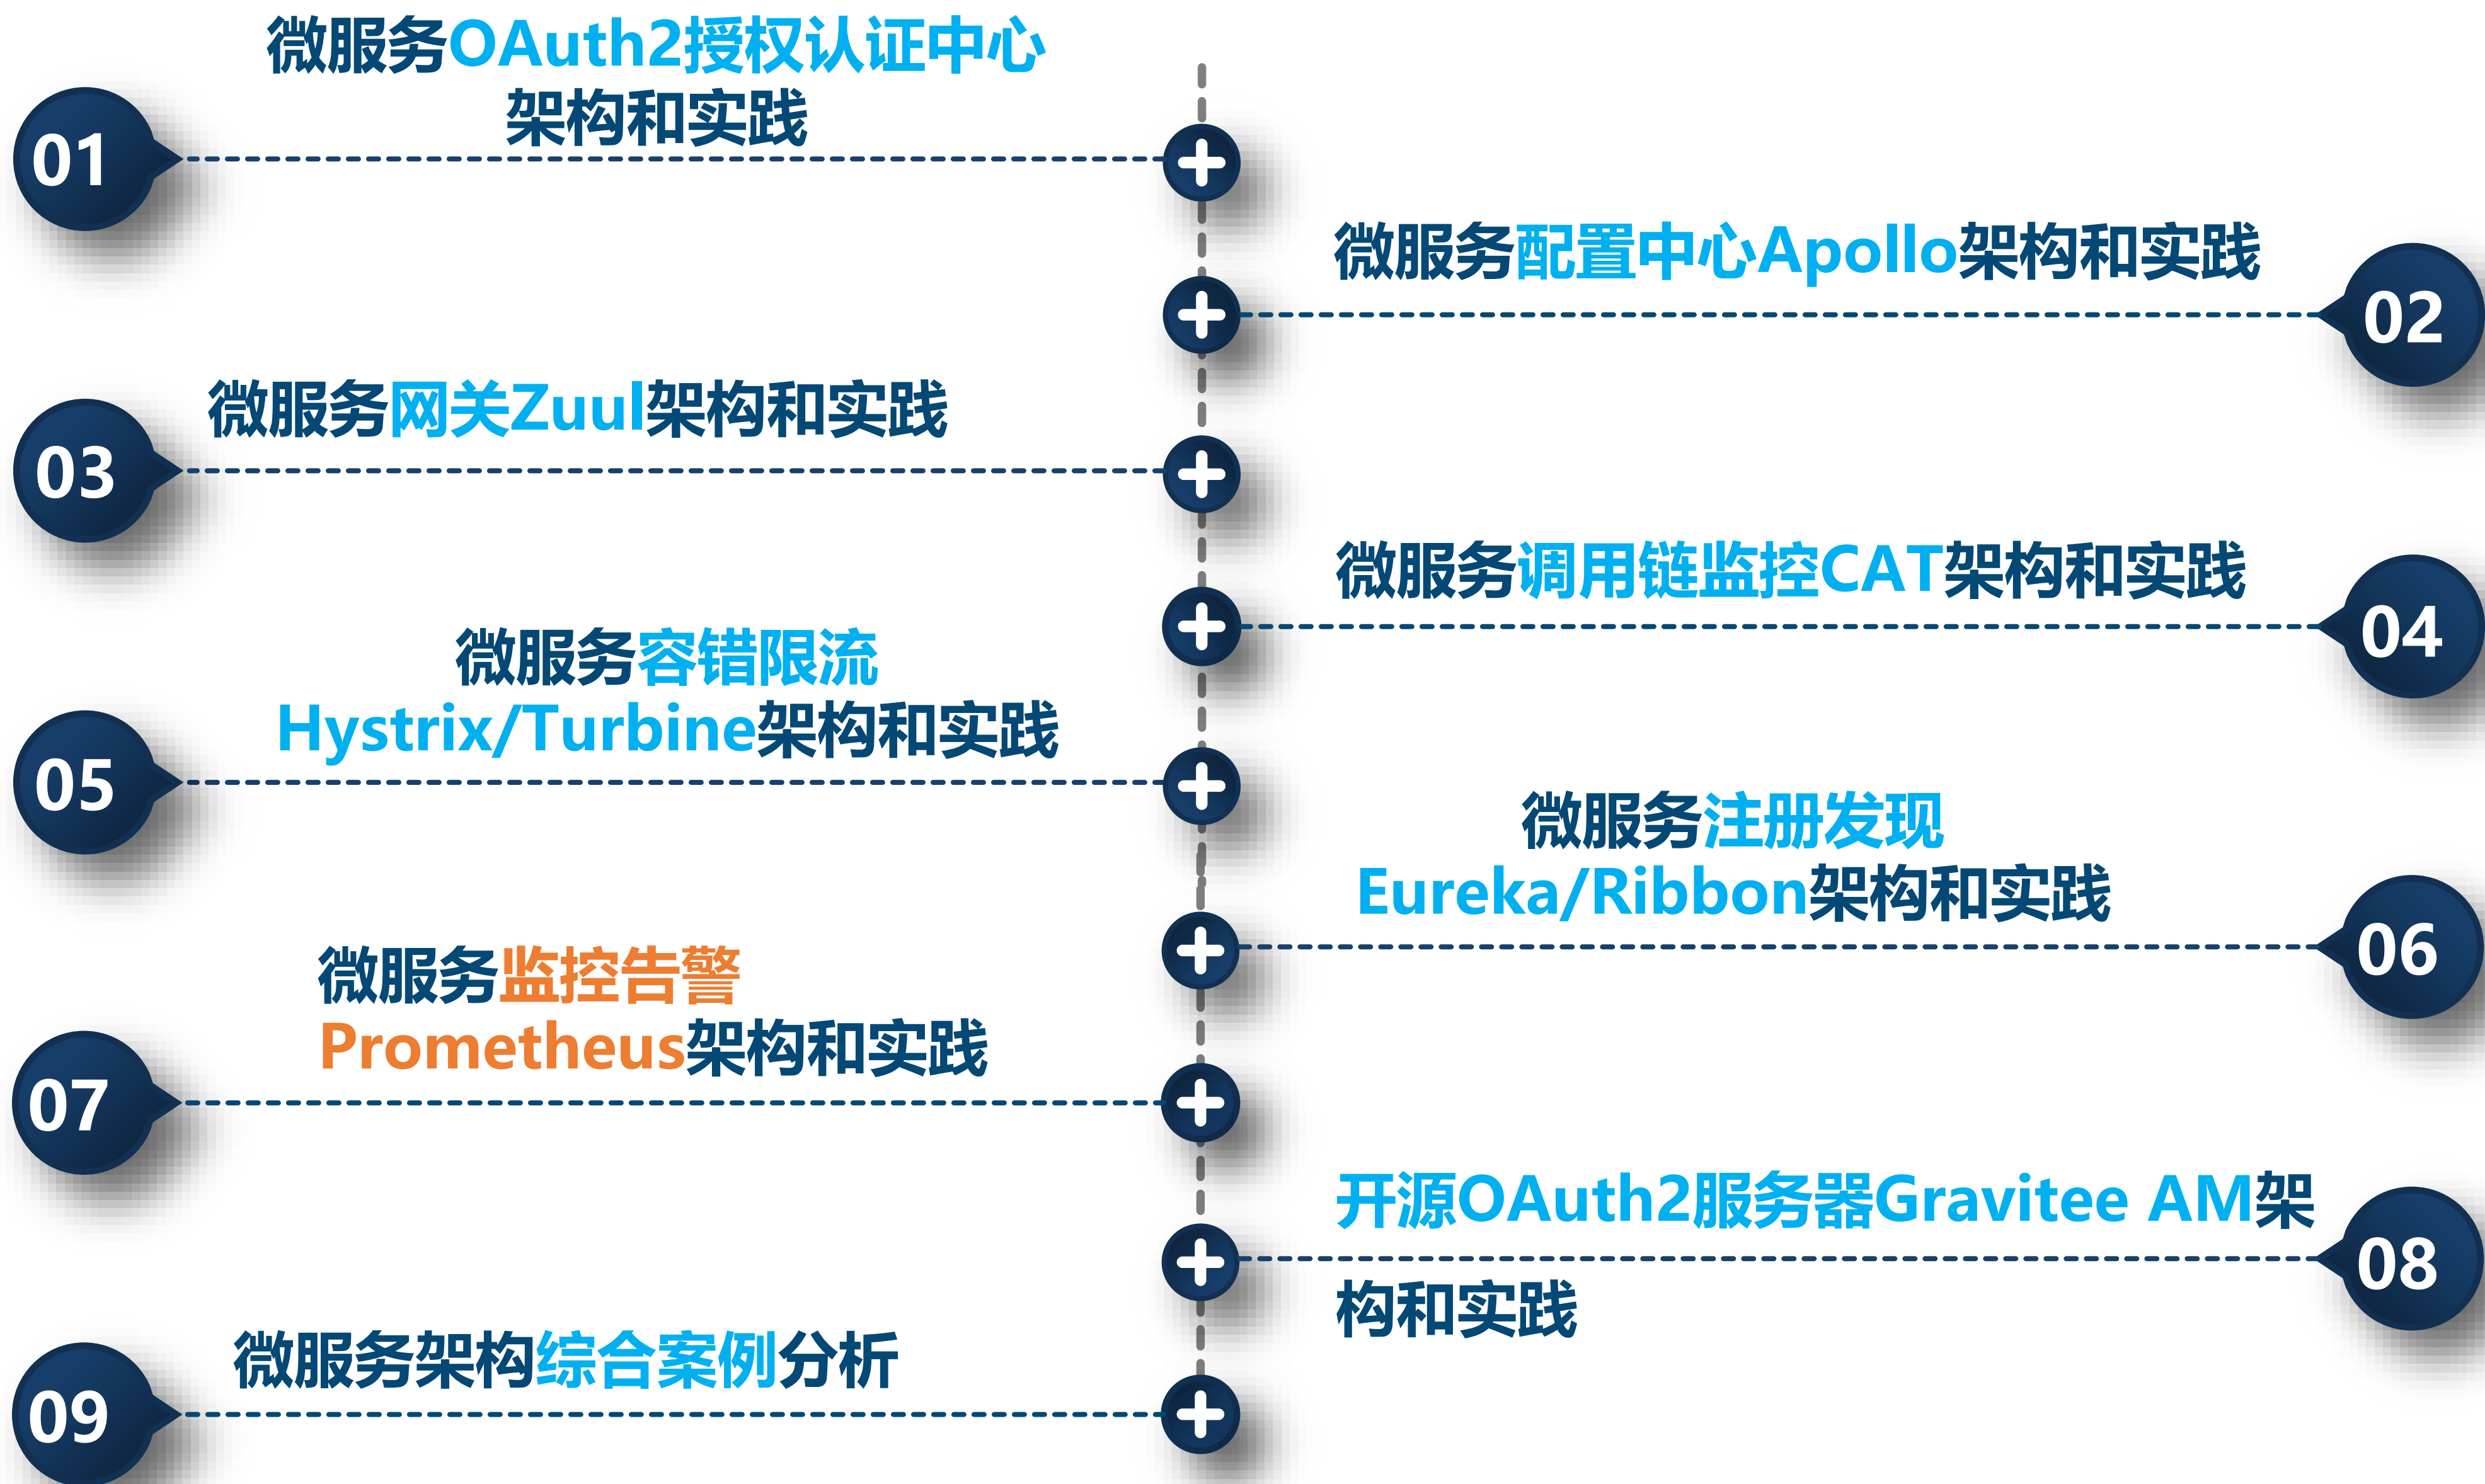 微服务OAuth2授权认证中心
架构和实践
01
微服务配置中心Apollo架构和实践
02
微服务网关Zuul架构和实践
03
微服务调用链监控CAT架构和实践
04
微服务容错限流
Hystrix/Turbine架构和实践
05
微服务注册发现
Eureka/Ribbon架构和实践
06
微服务监控告警
Prometheus架构和实践
07
开源OAuth2服务器Gravitee AM架
构和实践
08
微服务架构综合案例分析
09